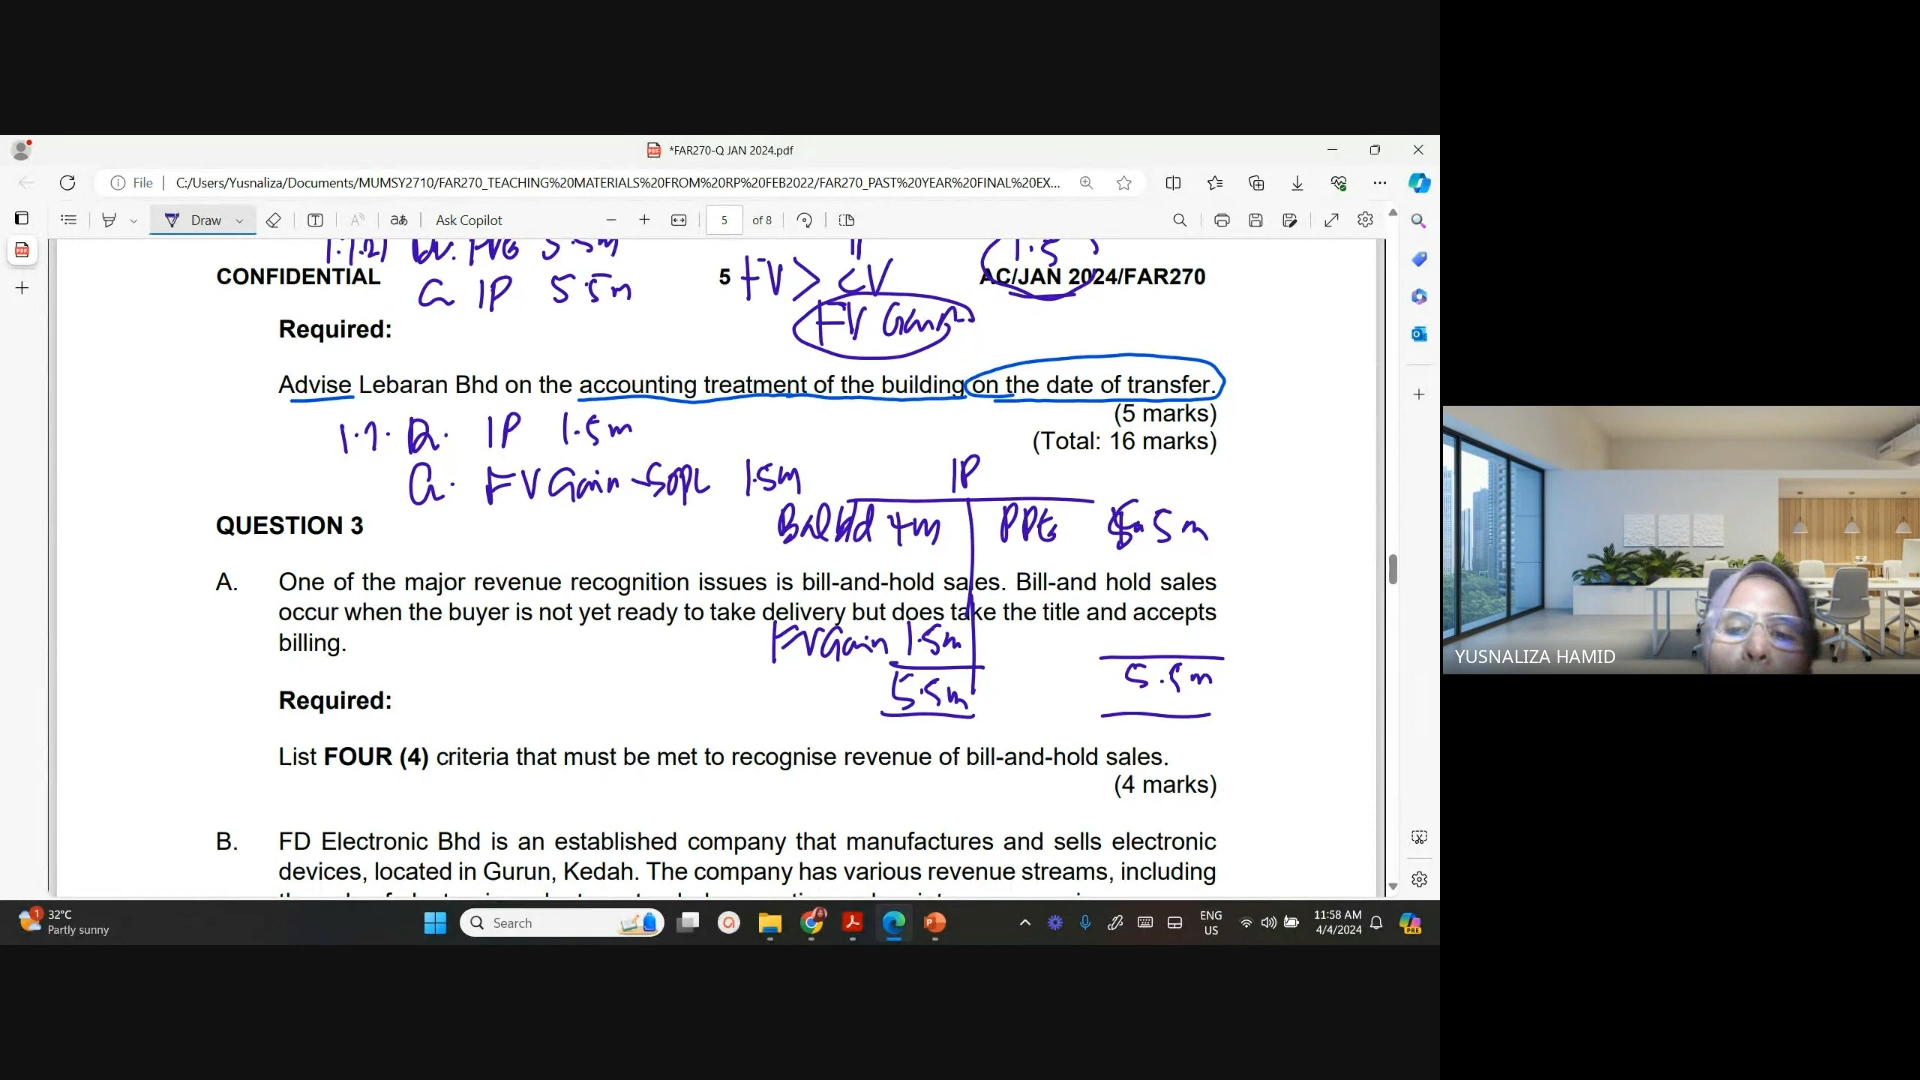 *FAR270-Q JAN 2024.pdf
File
C:/Users/Yusnaliza/Documents/MUMSY2710/FAR270_TEACHING%20MATERIALS%20FROM%20RP%20FEB2022/FAR270_PAST%20YEAR%20FINAL%20EX...
Draw
aあ
Ask Copilot
5
of 8
PPE 5.5m
1.5
CONFIDENTIAL
5
AC/JAN 2024/FAR270
IP 5.5m
FV > CV
FV Gain
Required:
Advise Lebaran Bhd on the accounting treatment of the building on the date of transfer.
(5 marks)
1.7. Dr. IP 1.5m
(Total: 16 marks)
Cr. FV Gain - SOPL 1.5m
IP
QUESTION 3
Bal b/d 4m
PPE 5.5m
A.
One of the major revenue recognition issues is bill-and-hold sales. Bill-and hold sales
occur when the buyer is not yet ready to take delivery but does take the title and accepts
billing.
FV Gain 1.5m
5.5m
5.5m
Required:
List FOUR (4) criteria that must be met to recognise revenue of bill-and-hold sales.
(4 marks)
B.
FD Electronic Bhd is an established company that manufactures and sells electronic
devices, located in Gurun, Kedah. The company has various revenue streams, including
YUSNALIZA HAMID
1
32°C
Partly sunny
Search
ENG
US
11:58 AM
4/4/2024
PRE